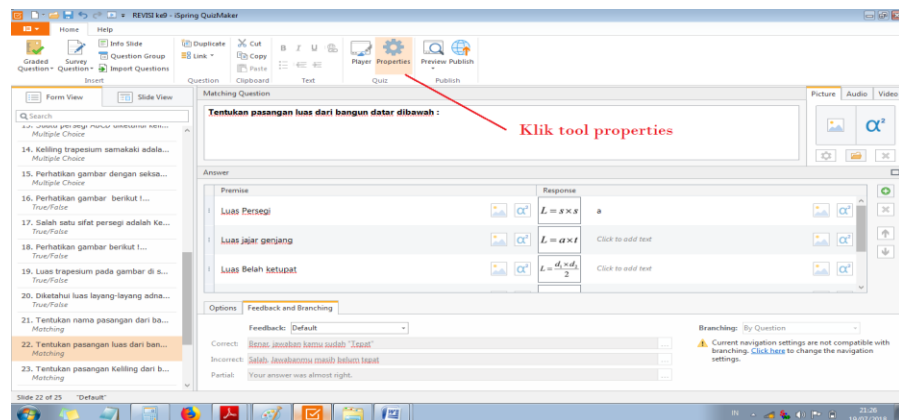 REVISI ke9 - iSpring QuizMaker
Home Help
Graded Question
Survey Question
Info Slide
Question Group
Import Questions
Insert
Duplicate
Link
Question
Cut
Copy
Paste
Clipboard
B I U
Text
Player
Properties
Quiz
Preview
Publish
Publish
Form View Slide View
Search
Multiple Choice
14. Keliling trapesium samakaki adala...
Multiple Choice
15. Perhatikan gambar dengan seksa...
Multiple Choice
16. Perhatikan gambar berikut !...
True/False
17. Salah satu sifat persegi adalah Ke...
True/False
18. Perhatikan gambar berikut !...
True/False
19. Luas trapesium pada gambar di s...
True/False
20. Diketahui luas layang-layang adna...
True/False
21. Tentukan nama pasangan dari ba...
Matching
22. Tentukan pasangan luas dari ban...
Matching
23. Tentukan pasangan Keliling dari b...
Matching
Slide 22 of 25 "Default"
Matching Question
Tentukan pasangan luas dari bangun datar dibawah :
Klik tool properties
Picture Audio Video
Answer
Premise Response
Luas Persegi L = s × s a
Luas jajar genjang L = a × t Click to add text
Luas Belah ketupat L = d₁ × d₂ / 2 Click to add text
Options Feedback and Branching
Feedback: Default
Correct: Benar, jawaban kamu sudah "Tepat"
Incorrect: Salah, Jawabanmu masih belum tepat
Partial: Your answer was almost right.
Branching: By Question
Current navigation settings are not compatible with
branching. Click here to change the navigation
settings.
IN
21:26
19/07/2018